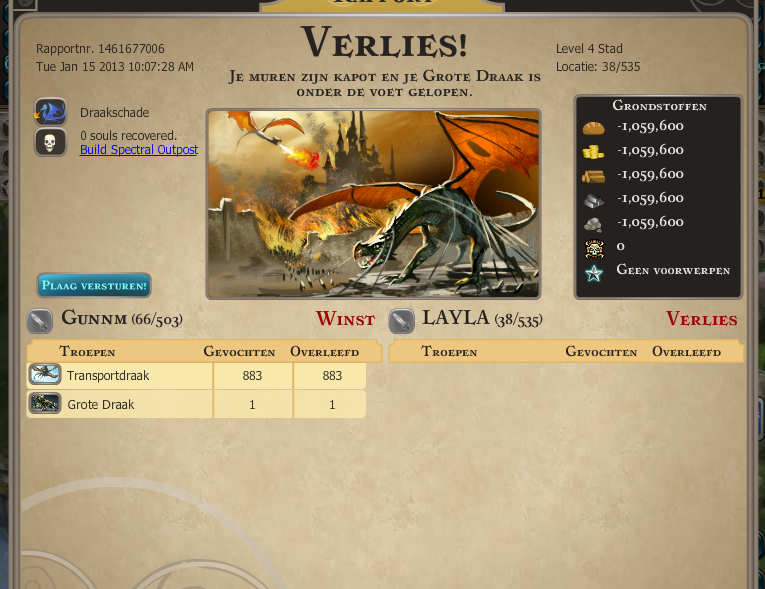 RAPPORT
Rapportnr. 1461677006
Tue Jan 15 2013 10:07:28 AM
Verlies!
Je muren zijn kapot en je Grote Draak is
onder de voet gelopen.
Level 4 Stad
Locatie: 38/535
Draakschade
0 souls recovered.
Build Spectral Outpost
Grondstoffen
-1,059,600
-1,059,600
-1,059,600
-1,059,600
-1,059,600
0
Geen voorwerpen
Plaag versturen!
Gunnm (66/503) Winst
LAYLA (38/535) Verlies
Troepen Gevochten Overleefd
Troepen Gevochten Overleefd
Transportdraak 883 883
Grote Draak 1 1